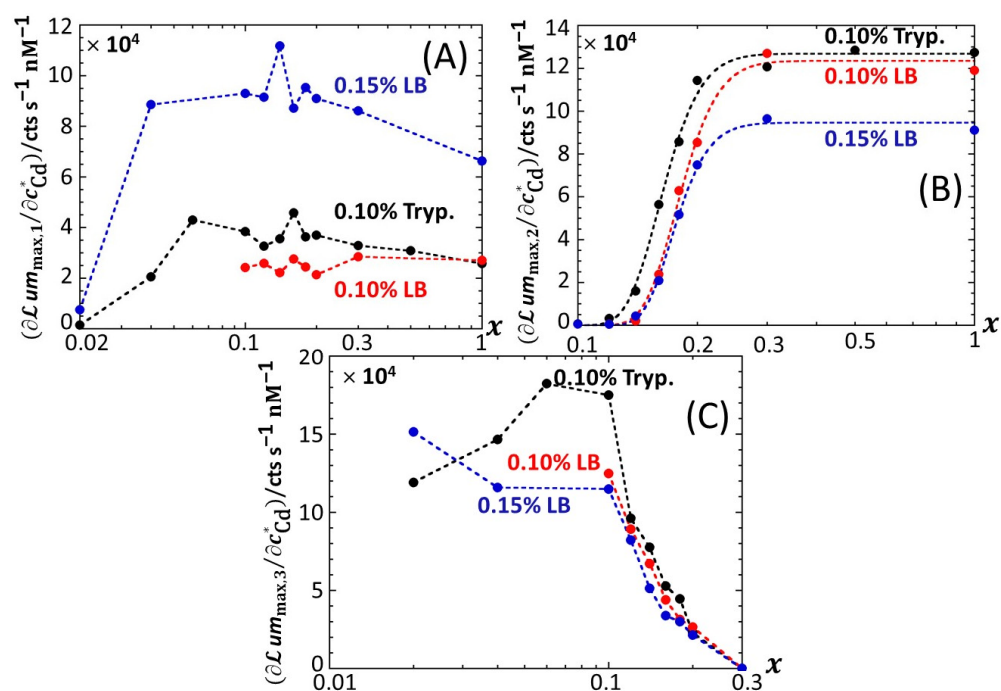 (∂ℒum_max,1/∂c*_Cd)/cts s⁻¹ nM⁻¹
12
10
8
6
4
2
0
× 10⁴
(A)
0.15% LB
0.10% Tryp.
0.10% LB
0.02
0.1
0.3
1
x
(∂ℒum_max,2/∂c*_Cd)/cts s⁻¹ nM⁻¹
14
12
10
8
6
4
2
0
× 10⁴
0.10% Tryp.
0.10% LB
0.15% LB
(B)
0.1
0.2
0.3
0.5
1
x
(∂ℒum_max,3/∂c*_Cd)/cts s⁻¹ nM⁻¹
20
15
10
5
0
× 10⁴
0.10% Tryp.
(C)
0.10% LB
0.15% LB
0.01
0.1
0.3
x